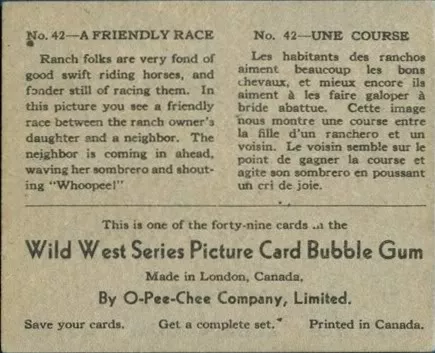 No. 42—A FRIENDLY RACE
Ranch folks are very fond of
good swift riding horses, and
fonder still of racing them. In
this picture you see a friendly
race between the ranch owner's
daughter and a neighbor. The
neighbor is coming in ahead,
waving her sombrero and shout-
ing "Whoopee!"
No. 42—UNE COURSE
Les habitants des ranchos
aiment beaucoup les bons
chevaux, et mieux encore ils
aiment à les faire galoper à
bride abattue. Cette image
nous montre une course entre
la fille d'un ranchero et un
voisin. Le voisin semble sur le
point de gagner la course et
agite son sombrero en poussant
un cri de joie.
This is one of the forty-nine cards in the
Wild West Series Picture Card Bubble Gum
Made in London, Canada,
By O-Pee-Chee Company, Limited.
Save your cards. Get a complete set. Printed in Canada.